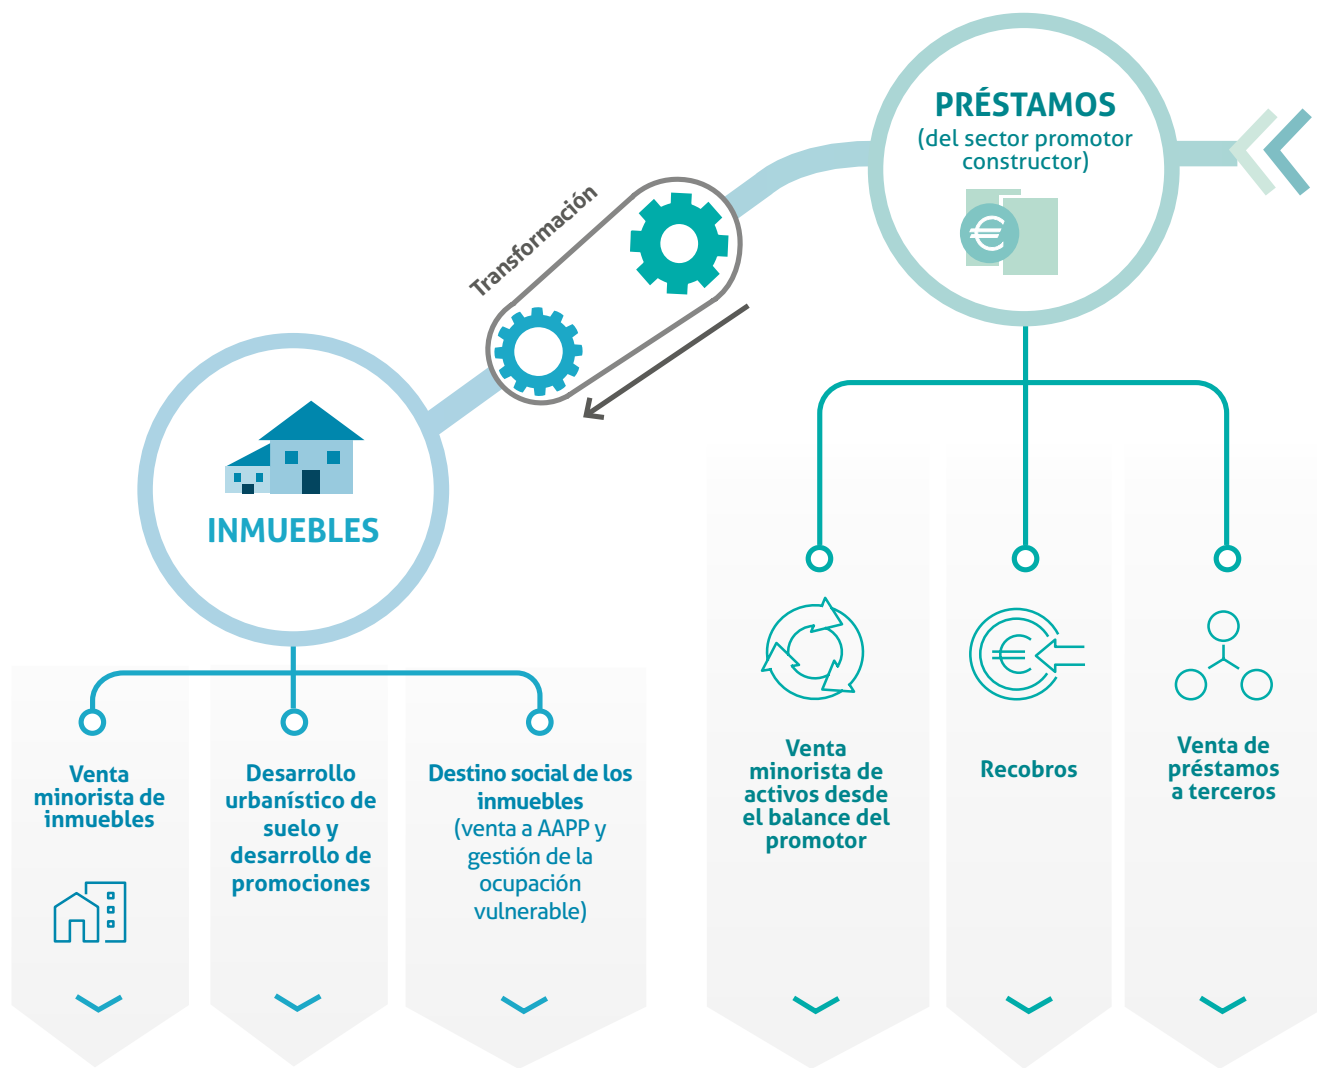 PRÉSTAMOS
(del sector promotor
constructor)
Transformación
INMUEBLES
Venta
minorista de
inmuebles
Desarrollo
urbanístico de
suelo y
desarrollo de
promociones
Destino social de los
inmuebles
(venta a AAPP y
gestión de la
ocupación
vulnerable)
Venta
minorista de
activos desde
el balance del
promotor
Recobros
Venta de
préstamos
a terceros